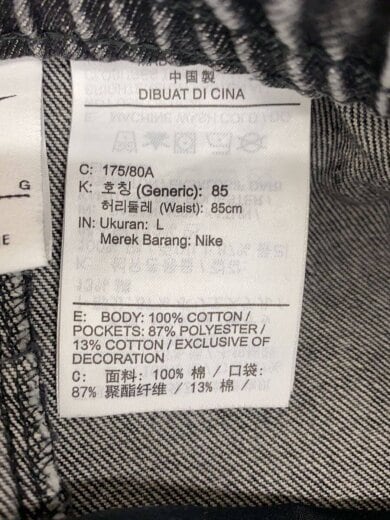 中国製
DIBUAT DI CINA
C: 175/80A
K: 호칭 (Generic): 85
허리둘레 (Waist): 85cm
IN: Ukuran: L
Merek Barang: Nike
E: BODY: 100% COTTON /
POCKETS: 87% POLYESTER /
13% COTTON / EXCLUSIVE OF
DECORATION
C: 面料: 100% 棉 / 口袋:
87% 聚酯纤维 / 13% 棉 /
G
E